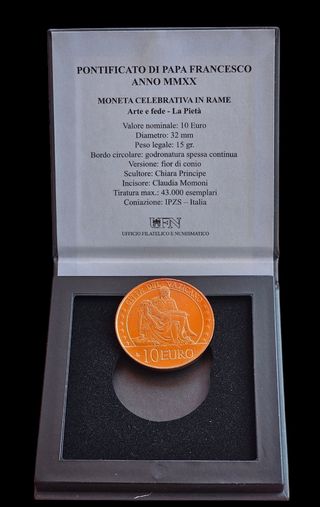 PONTIFICATO DI PAPA FRANCESCO
ANNO MMXX
MONETA CELEBRATIVA IN RAME
Arte e fede - La Pietà
Valore nominale: 10 Euro
Diametro: 32 mm
Peso legale: 15 gr.
Bordo circolare: godronatura spessa continua
Versione: fior di conio
Scultore: Chiara Principe
Incisore: Claudia Momoni
Tiratura max.: 43.000 esemplari
Coniazione: IPZS – Italia
UFN
UFFICIO FILATELICO E NUMISMATICO
CITTA' DEL VATICANO
10 EURO